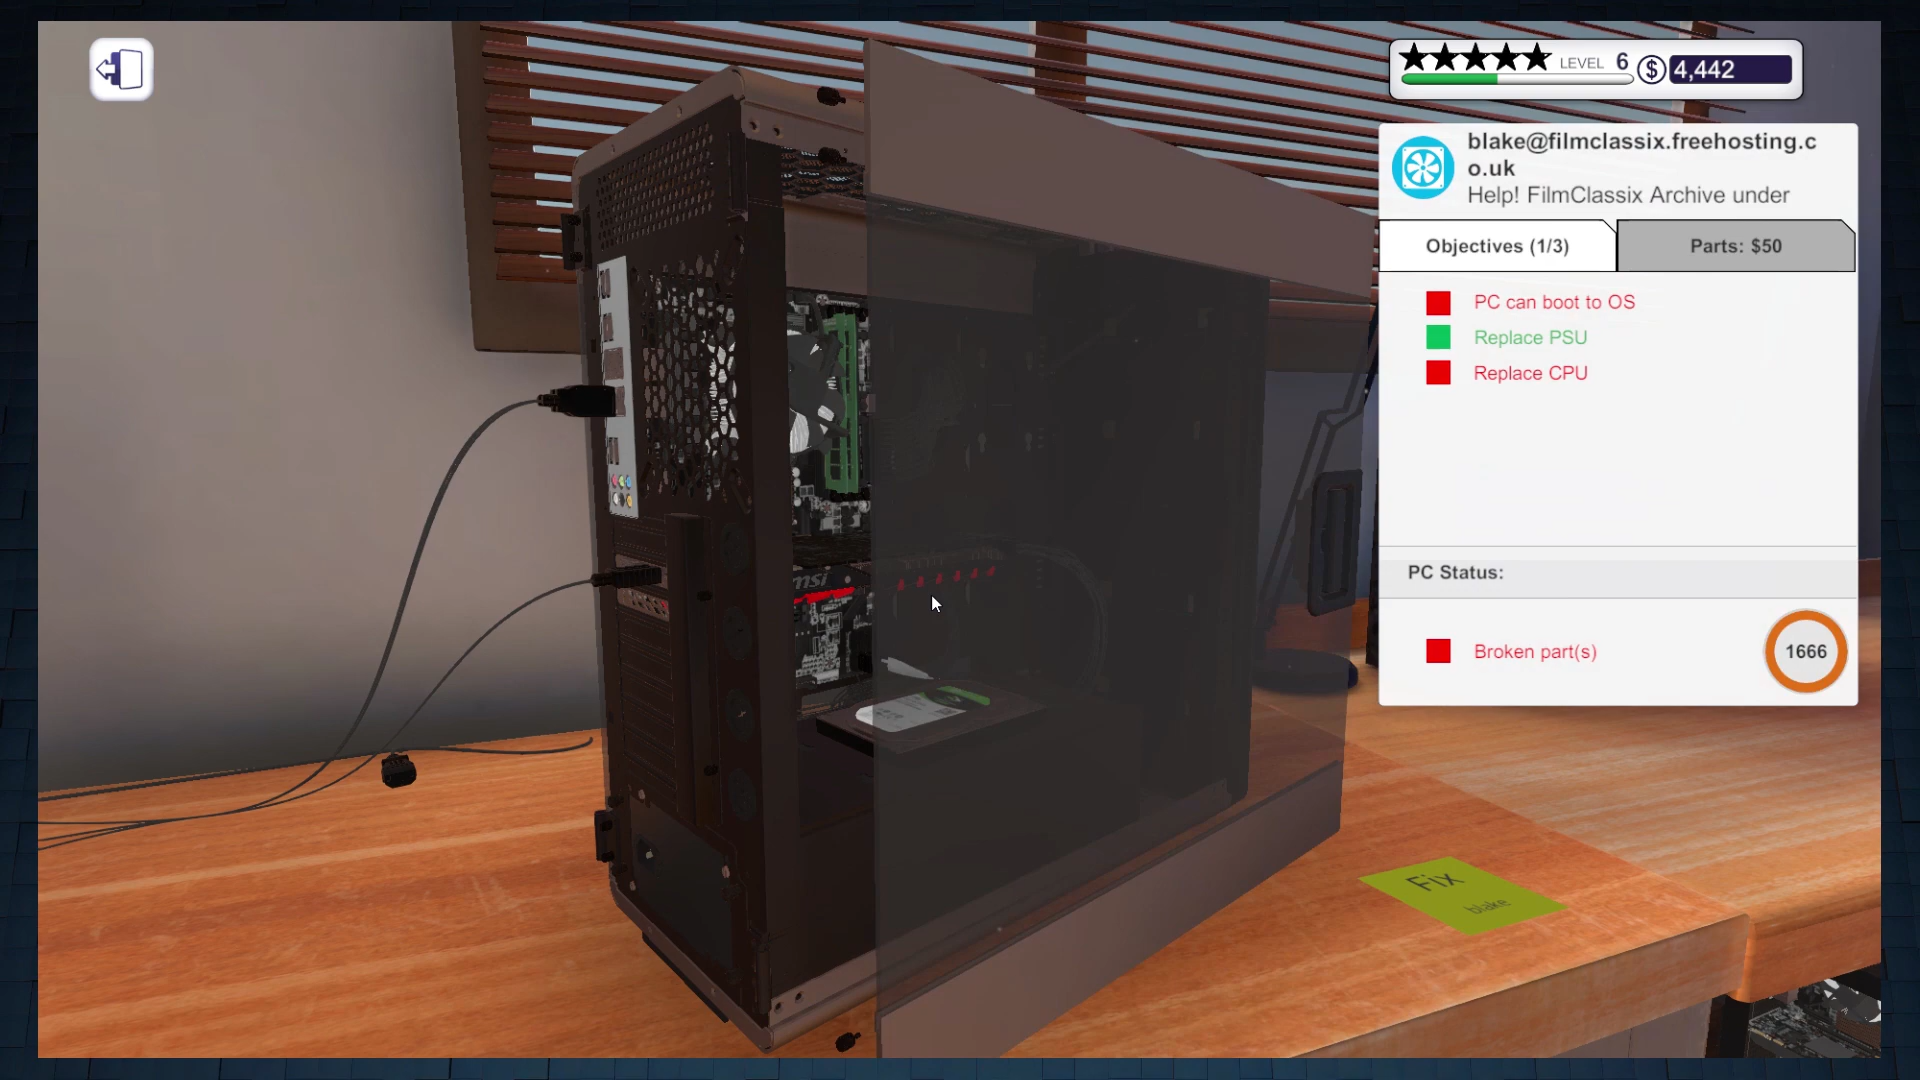 LEVEL 6 $ 4,442
blake@filmclassix.freehosting.c
o.uk
Help! FilmClassix Archive under
Objectives (1/3)
Parts: $50
PC can boot to OS
Replace PSU
Replace CPU
PC Status:
Broken part(s)
1666
msi
Fix
blake